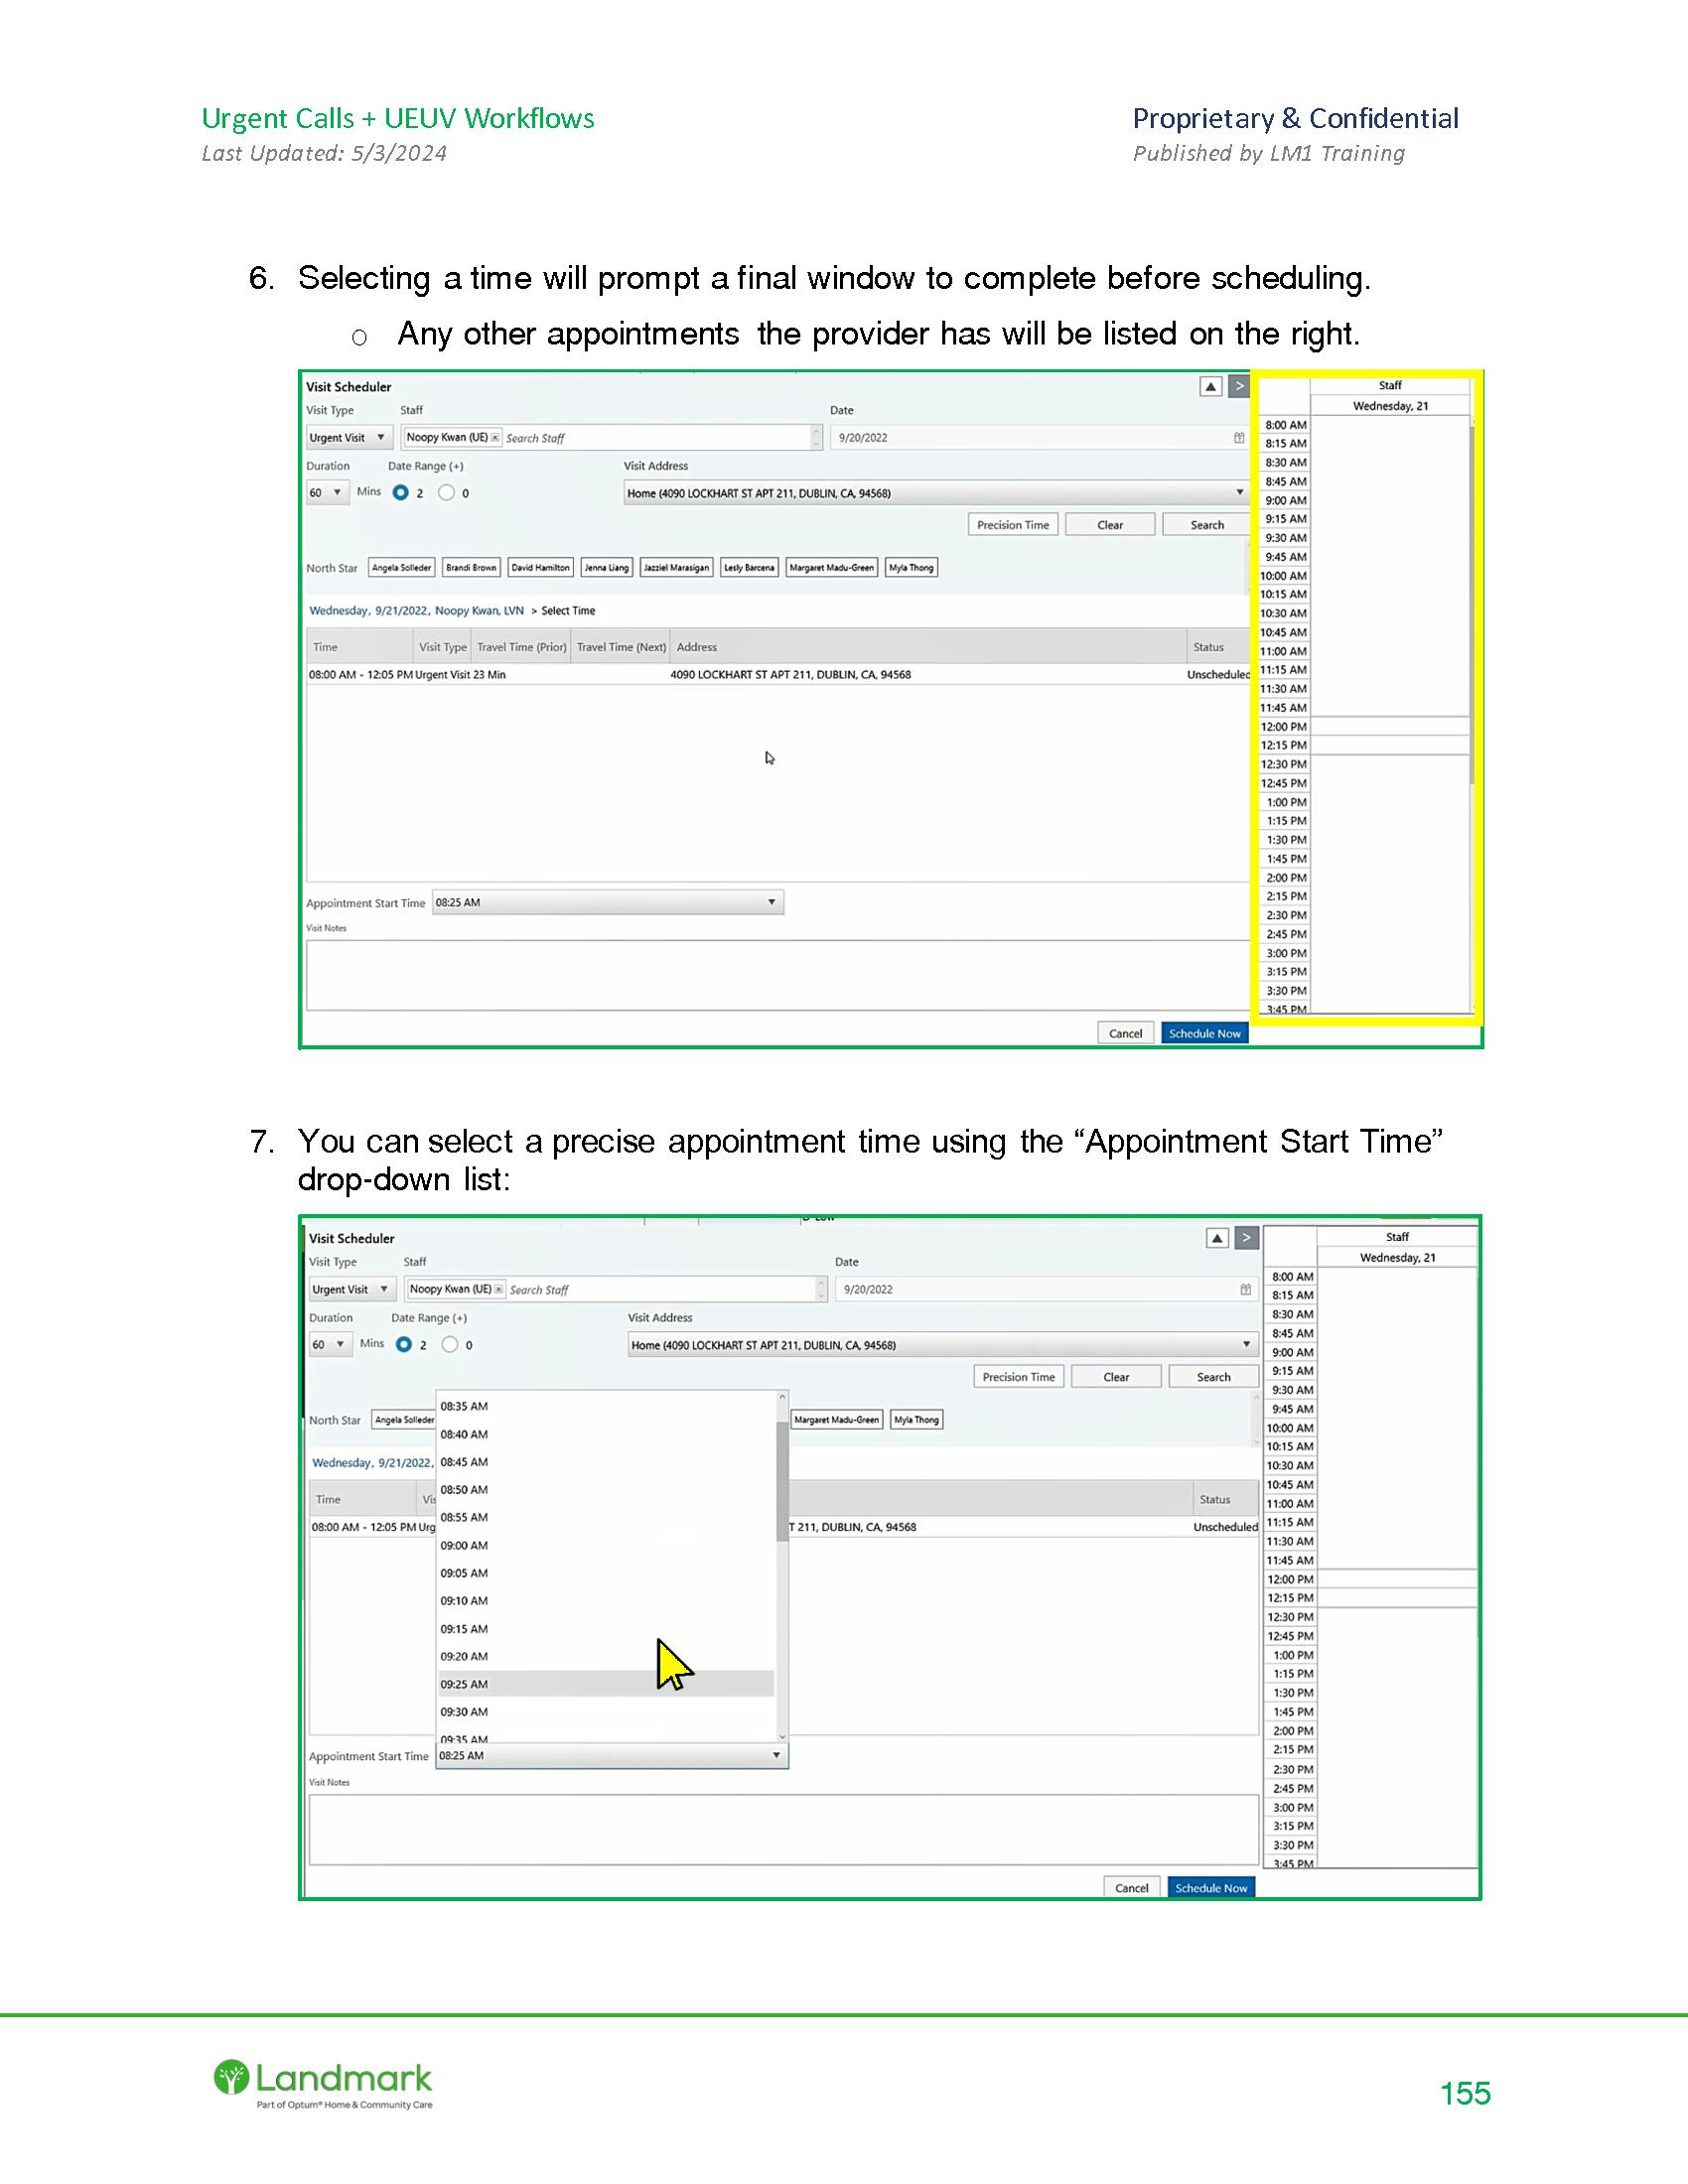 Urgent Calls + UEUV Workflows
Proprietary & Confidential
Last Updated: 5/3/2024
Published by LM1 Training
6. Selecting a time will prompt a final window to complete before scheduling.
o Any other appointments the provider has will be listed on the right.
Visit Scheduler
Visit Type Staff Date
Urgent Visit Noopy Kwan (UE) Search Staff 9/20/2022
Duration Date Range (+) Visit Address
60 Mins 2 0 Home (4090 LOCKHART ST APT 211, DUBLIN, CA, 94568)
Precision Time Clear Search
North Star Angela Solleder Brandi Brown David Hamilton Jenna Liang Jazziel Marasigan Lesly Barcena Margaret Madu-Green Myla Thong
Wednesday, 9/21/2022, Noopy Kwan, LVN > Select Time
Time Visit Type Travel Time (Prior) Travel Time (Next) Address Status
08:00 AM - 12:05 PM Urgent Visit 23 Min 4090 LOCKHART ST APT 211, DUBLIN, CA, 94568 Unscheduled
Appointment Start Time 08:25 AM
Visit Notes
Cancel Schedule Now
Staff
Wednesday, 21
8:00 AM
8:15 AM
8:30 AM
8:45 AM
9:00 AM
9:15 AM
9:30 AM
9:45 AM
10:00 AM
10:15 AM
10:30 AM
10:45 AM
11:00 AM
11:15 AM
11:30 AM
11:45 AM
12:00 PM
12:15 PM
12:30 PM
12:45 PM
1:00 PM
1:15 PM
1:30 PM
1:45 PM
2:00 PM
2:15 PM
2:30 PM
2:45 PM
3:00 PM
3:15 PM
3:30 PM
3:45 PM
7. You can select a precise appointment time using the “Appointment Start Time”
drop-down list:
Visit Scheduler
Visit Type Staff Date
Urgent Visit Noopy Kwan (UE) Search Staff 9/20/2022
Duration Date Range (+) Visit Address
60 Mins 2 0 Home (4090 LOCKHART ST APT 211, DUBLIN, CA, 94568)
Precision Time Clear Search
North Star Angela Solleder Margaret Madu-Green Myla Thong
Wednesday, 9/21/2022,
Time Vis Status
08:00 AM - 12:05 PM Urg T 211, DUBLIN, CA, 94568 Unscheduled
08:35 AM
08:40 AM
08:45 AM
08:50 AM
08:55 AM
09:00 AM
09:05 AM
09:10 AM
09:15 AM
09:20 AM
09:25 AM
09:30 AM
09:35 AM
Appointment Start Time 08:25 AM
Visit Notes
Cancel Schedule Now
Staff
Wednesday, 21
8:00 AM
8:15 AM
8:30 AM
8:45 AM
9:00 AM
9:15 AM
9:30 AM
9:45 AM
10:00 AM
10:15 AM
10:30 AM
10:45 AM
11:00 AM
11:15 AM
11:30 AM
11:45 AM
12:00 PM
12:15 PM
12:30 PM
12:45 PM
1:00 PM
1:15 PM
1:30 PM
1:45 PM
2:00 PM
2:15 PM
2:30 PM
2:45 PM
3:00 PM
3:15 PM
3:30 PM
3:45 PM
Landmark
Part of Optum® Home & Community Care
155